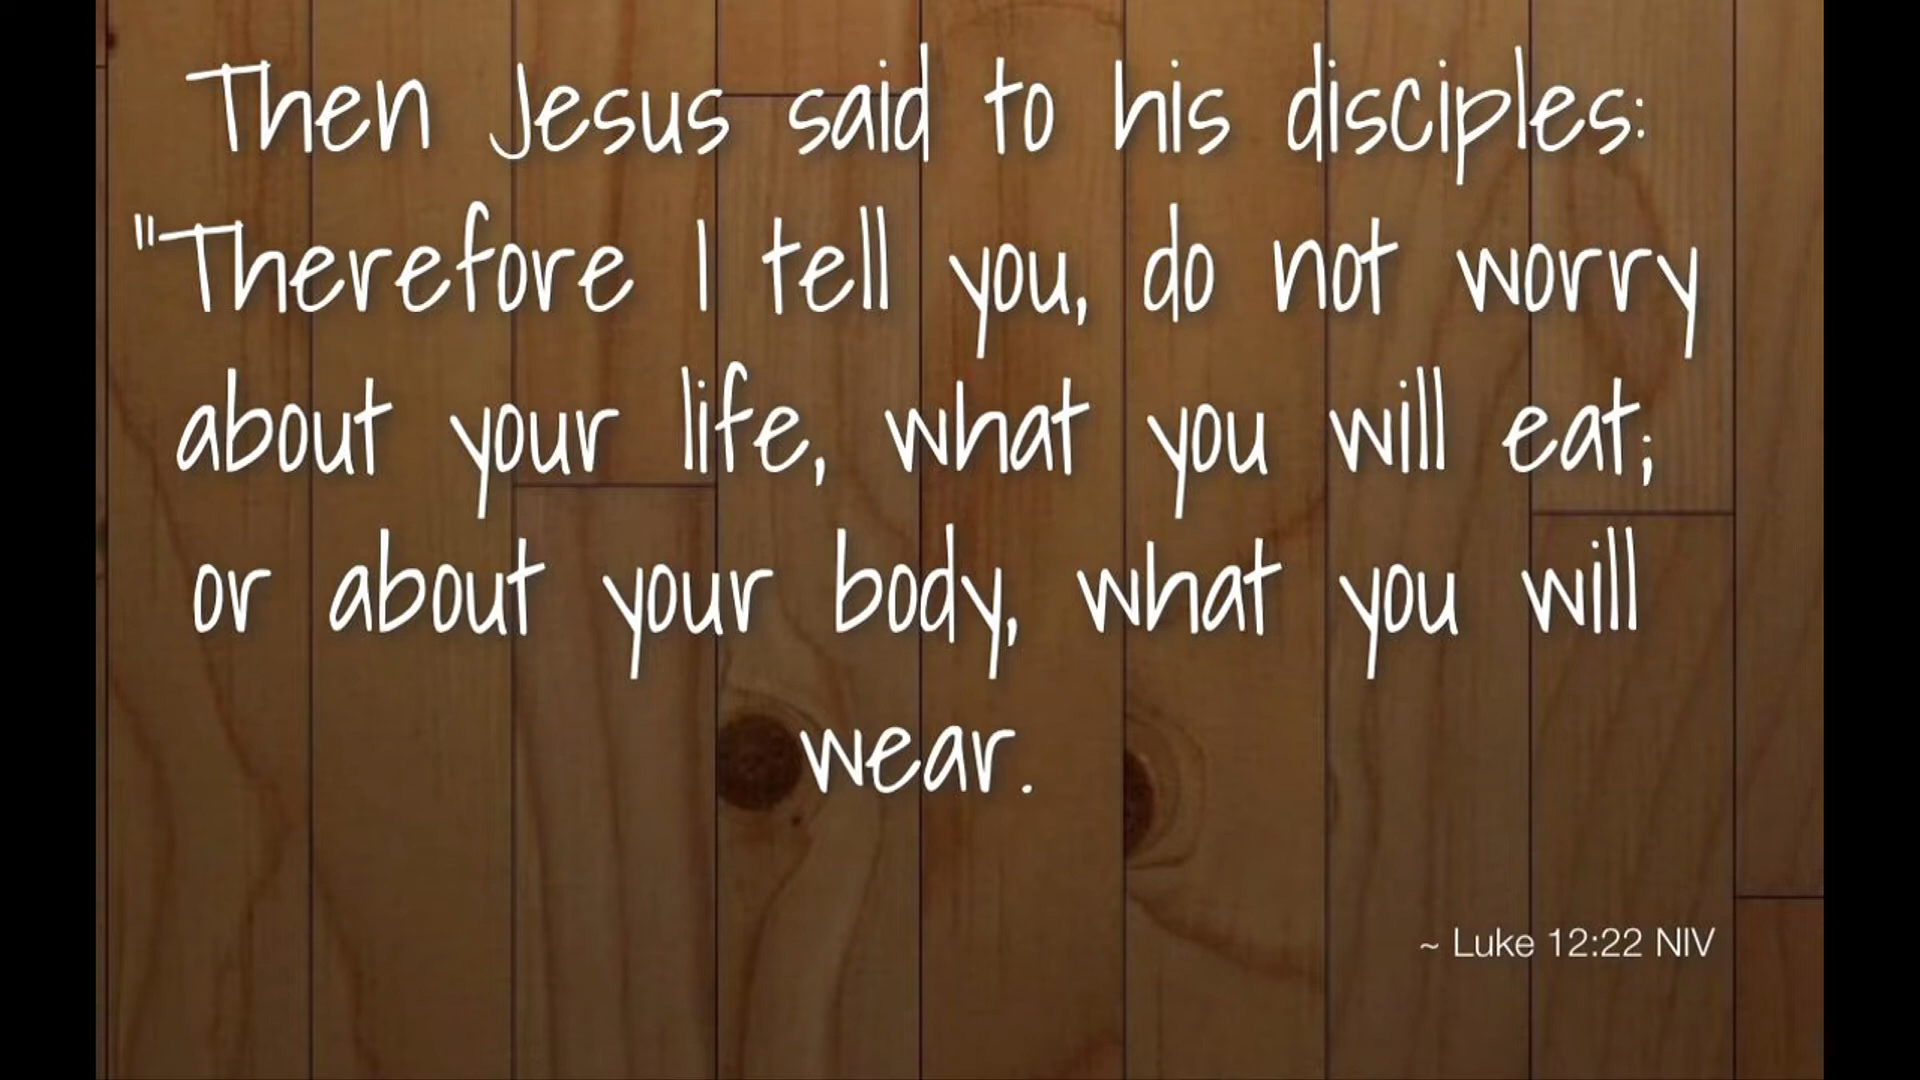 Then Jesus said to his disciples:
"Therefore I tell you, do not worry
about your life, what you will eat;
or about your body, what you will
wear.
~ Luke 12:22 NIV